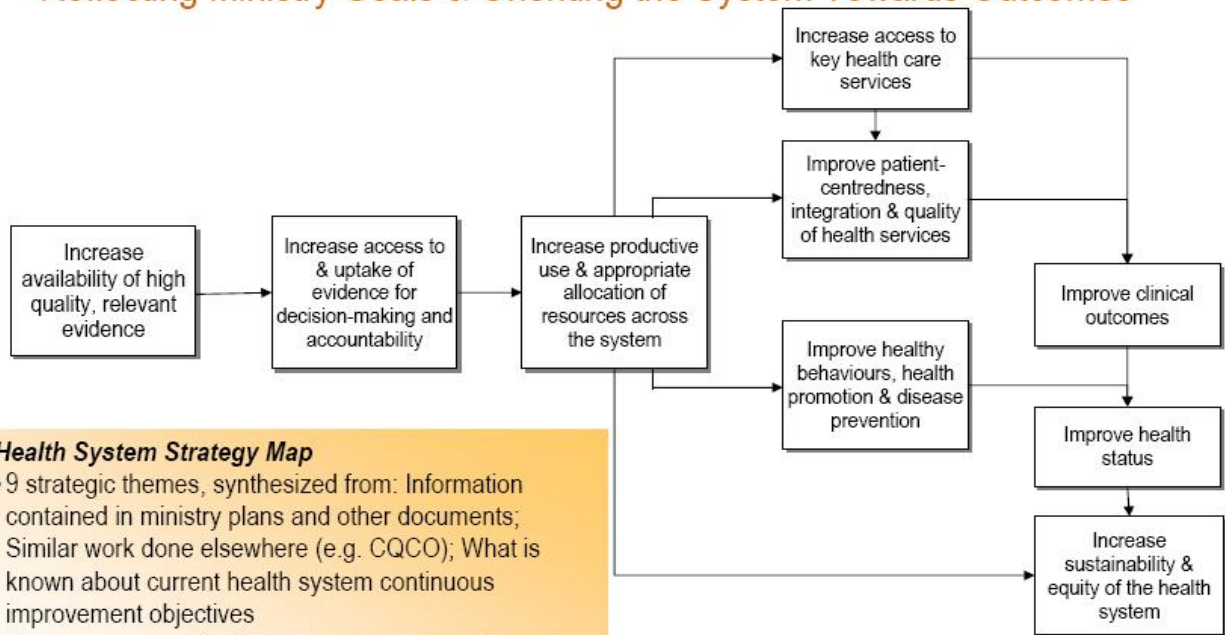 Increase access to
key health care
services
Improve patient-
centredness,
integration & quality
of health services
Increase
availability of high
quality, relevant
evidence
Increase access to
& uptake of
evidence for
decision-making and
accountability
Increase productive
use & appropriate
allocation of
resources across
the system
Improve healthy
behaviours, health
promotion & disease
prevention
Improve clinical
outcomes
Improve health
status
Increase
sustainability &
equity of the health
system
Health System Strategy Map
9 strategic themes, synthesized from: Information
contained in ministry plans and other documents;
Similar work done elsewhere (e.g. CQCO); What is
known about current health system continuous
improvement objectives